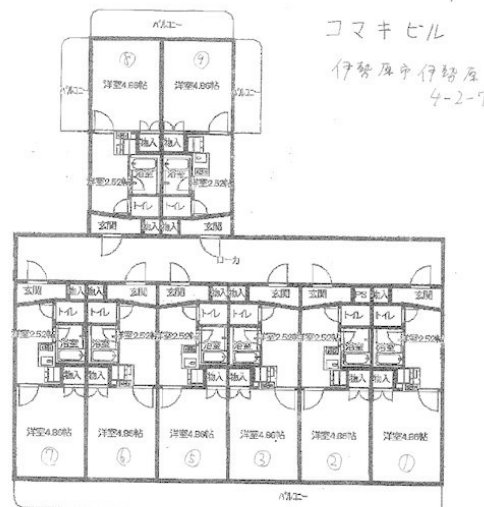 コマキビル
伊勢原市伊勢原
4-2-7
バルコニー
⑧ ⑨
洋室4.86帖 洋室4.86帖
バルコニー バルコニー
物入 物入
洋室2.52帖 浴室 浴室 洋室2.52帖
トイレ トイレ
玄関 物入 物入 玄関
ローカ
玄関 物入 物入 玄関 物入 物入 玄関 玄関 PS 物入 玄関
トイレ トイレ トイレ トイレ トイレ トイレ
洋室2.52帖 洋室2.52帖 洋室2.52帖 洋室2.52帖 洋室2.52帖 洋室2.52帖
浴室 浴室 浴室 浴室 浴室 浴室
物入 物入 物入 物入 物入 物入
洋室4.86帖 洋室4.86帖 洋室4.86帖 洋室4.86帖 洋室4.86帖 洋室4.86帖
⑦ ⑥ ⑤ ③ ② ①
バルコニー